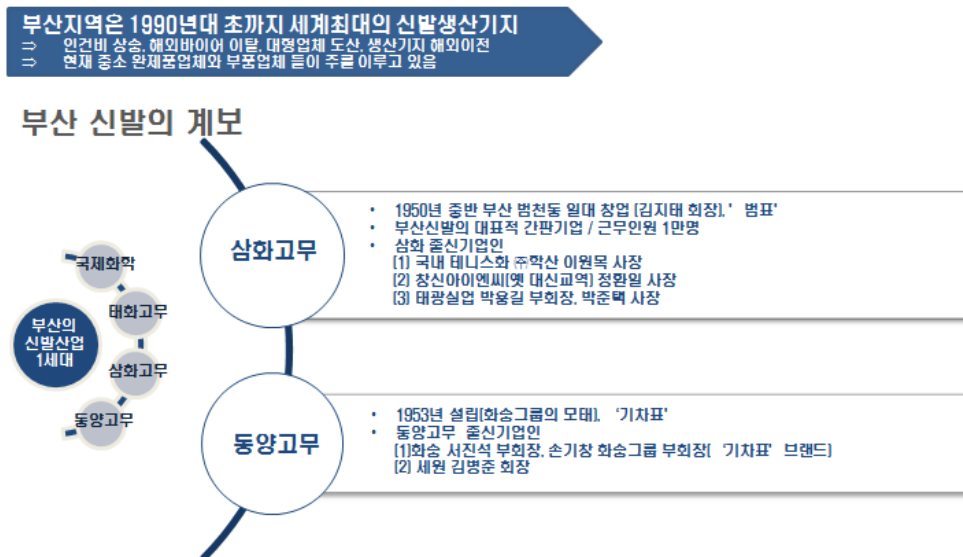 부산지역은 1990년대 초까지 세계최대의 신발생산기지
⇒ 인건비 상승, 해외바이어 이탈, 대형업체 도산, 생산기지 해외이전
⇒ 현재 중소 완제품업체와 부품업체 들이 주를 이루고 있음
부산 신발의 계보
부산의
신발산업
1세대
국제화학
태화고무
삼화고무
동양고무
삼화고무
• 1950년 중반 부산 범천동 일대 창업 (김지태 회장), ' 범표'
• 부산신발의 대표적 간판기업 / 근무인원 1만명
• 삼화 출신기업인
(1) 국내 테니스화 ㈜학산 이원목 사장
(2) 창신아이엔씨(옛 대신교역) 정환일 사장
(3) 태광실업 박용길 부회장, 박준택 사장
동양고무
• 1953년 설립(화승그룹의 모태), '기차표'
• 동양고무 출신기업인
(1)화승 서진석 부회장, 손기창 화승그룹 부회장( '기차표' 브랜드)
(2) 세원 김병준 회장